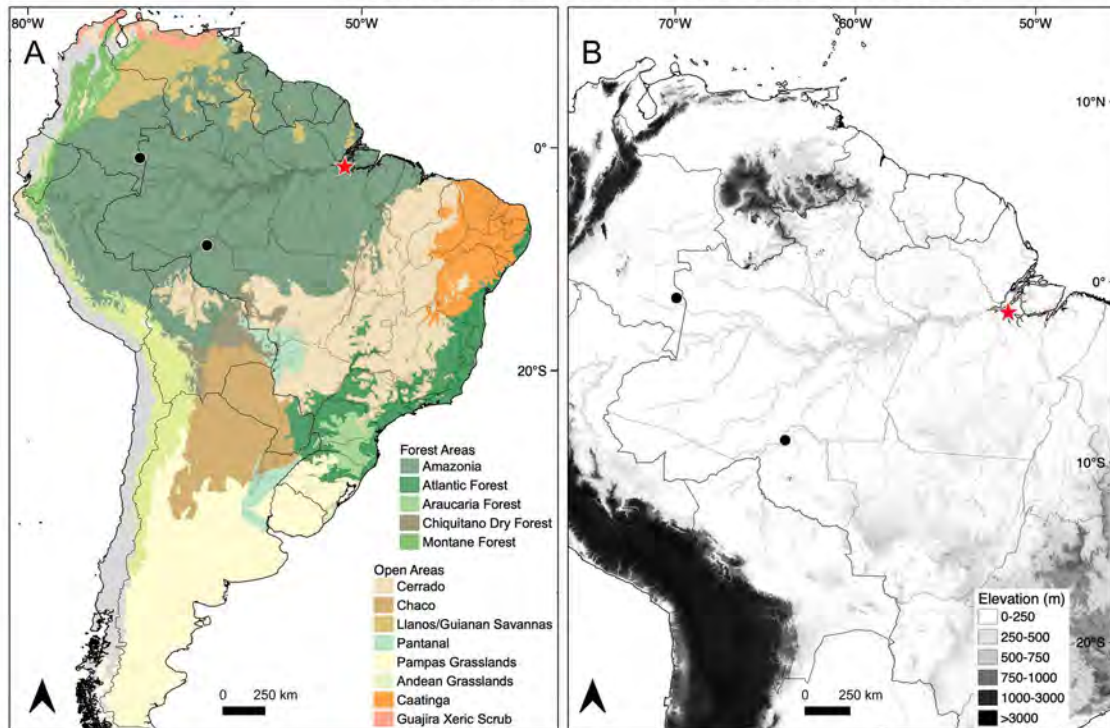 80°W
50°W
A
0°
20°S
Forest Areas
Amazonia
Atlantic Forest
Araucaria Forest
Chiquitano Dry Forest
Montane Forest
Open Areas
Cerrado
Chaco
Llanos/Guianan Savannas
Pantanal
Pampas Grasslands
Andean Grasslands
Caatinga
Guajira Xeric Scrub
0 250 km
70°W
60°W
50°W
B
10°N
0°
10°S
20°S
Elevation (m)
0-250
250-500
500-750
750-1000
1000-3000
>3000
0 250 km